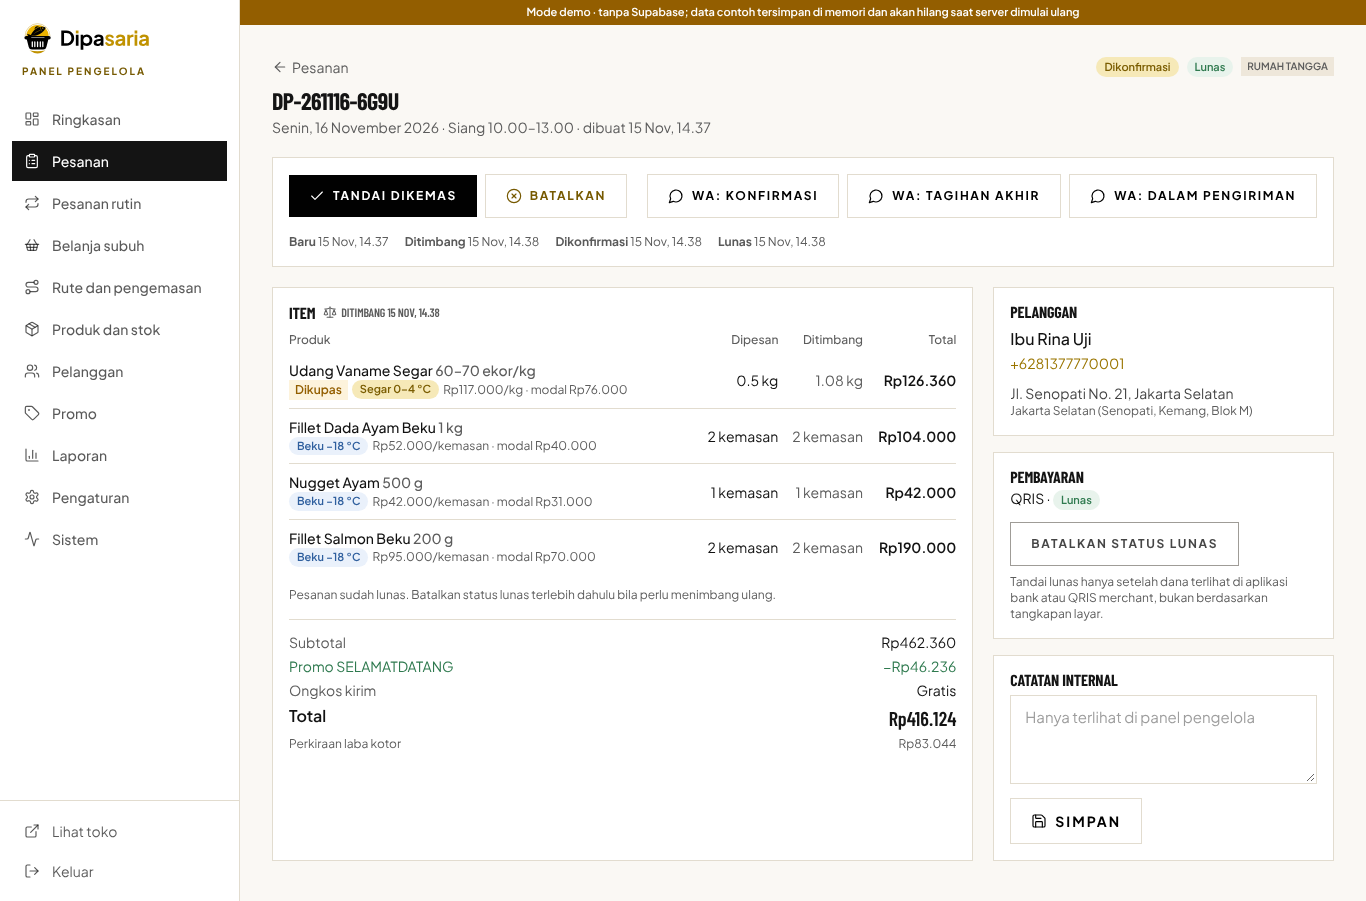 Mode demo · tanpa Supabase; data contoh tersimpan di memori dan akan hilang saat server dimulai ulang
Dipasaria
PANEL PENGELOLA
Ringkasan
Pesanan
Pesanan rutin
Belanja subuh
Rute dan pengemasan
Produk dan stok
Pelanggan
Promo
Laporan
Pengaturan
Sistem
Lihat toko
Keluar
← Pesanan
Dikonfirmasi Lunas RUMAH TANGGA
DP-261116-6G9U
Senin, 16 November 2026 · Siang 10.00–13.00 · dibuat 15 Nov, 14.37
TANDAI DIKEMAS BATALKAN WA: KONFIRMASI WA: TAGIHAN AKHIR WA: DALAM PENGIRIMAN
Baru 15 Nov, 14.37 Ditimbang 15 Nov, 14.38 Dikonfirmasi 15 Nov, 14.38 Lunas 15 Nov, 14.38
ITEM DITIMBANG 15 NOV, 14.38
Produk Dipesan Ditimbang Total
Udang Vaname Segar 60–70 ekor/kg
Dikupas Segar 0–4 °C Rp117.000/kg · modal Rp76.000
0.5 kg 1.08 kg Rp126.360
Fillet Dada Ayam Beku 1 kg
Beku −18 °C Rp52.000/kemasan · modal Rp40.000
2 kemasan 2 kemasan Rp104.000
Nugget Ayam 500 g
Beku −18 °C Rp42.000/kemasan · modal Rp31.000
1 kemasan 1 kemasan Rp42.000
Fillet Salmon Beku 200 g
Beku −18 °C Rp95.000/kemasan · modal Rp70.000
2 kemasan 2 kemasan Rp190.000
Pesanan sudah lunas. Batalkan status lunas terlebih dahulu bila perlu menimbang ulang.
Subtotal Rp462.360
Promo SELAMATDATANG −Rp46.236
Ongkos kirim Gratis
Total Rp416.124
Perkiraan laba kotor Rp83.044
PELANGGAN
Ibu Rina Uji
+6281377770001
Jl. Senopati No. 21, Jakarta Selatan
Jakarta Selatan (Senopati, Kemang, Blok M)
PEMBAYARAN
QRIS · Lunas
BATALKAN STATUS LUNAS
Tandai lunas hanya setelah dana terlihat di aplikasi
bank atau QRIS merchant, bukan berdasarkan
tangkapan layar.
CATATAN INTERNAL
Hanya terlihat di panel pengelola
SIMPAN